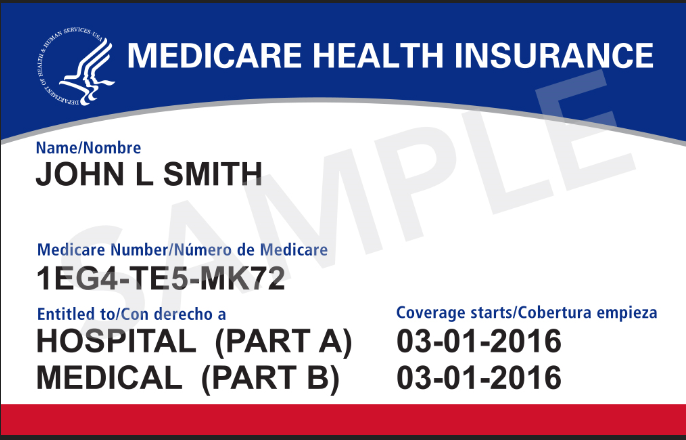 DEPARTMENT OF HEALTH & HUMAN SERVICES • USA
MEDICARE HEALTH INSURANCE
SAMPLE
Name/Nombre
JOHN L SMITH
Medicare Number/Número de Medicare
1EG4-TE5-MK72
Entitled to/Con derecho a Coverage starts/Cobertura empieza
HOSPITAL (PART A) 03-01-2016
MEDICAL (PART B) 03-01-2016